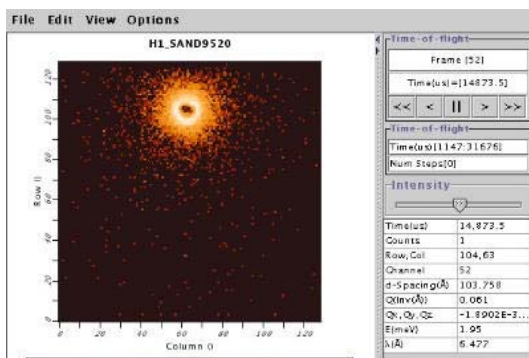 File Edit View Options
H1_SAND9520
120
100
80
60
40
20
0
Row ()
0 20 40 60 80 100 120
Column ()
Time-of-flight
Frame [52]
Time(us)=[14873.5]
<< < || > >>
Time-of-flight
Time(us)[1147:31676]
Num Steps[0]
Intensity
Time(us) 14,873.5
Counts 1
Row,Col 104,63
Channel 52
d-Spacing(Å) 103.758
Q(Inv(Å)) 0.061
Qx,Qy,Qz -1.8902E-3...
E(meV) 1.95
λ(Å) 6.477